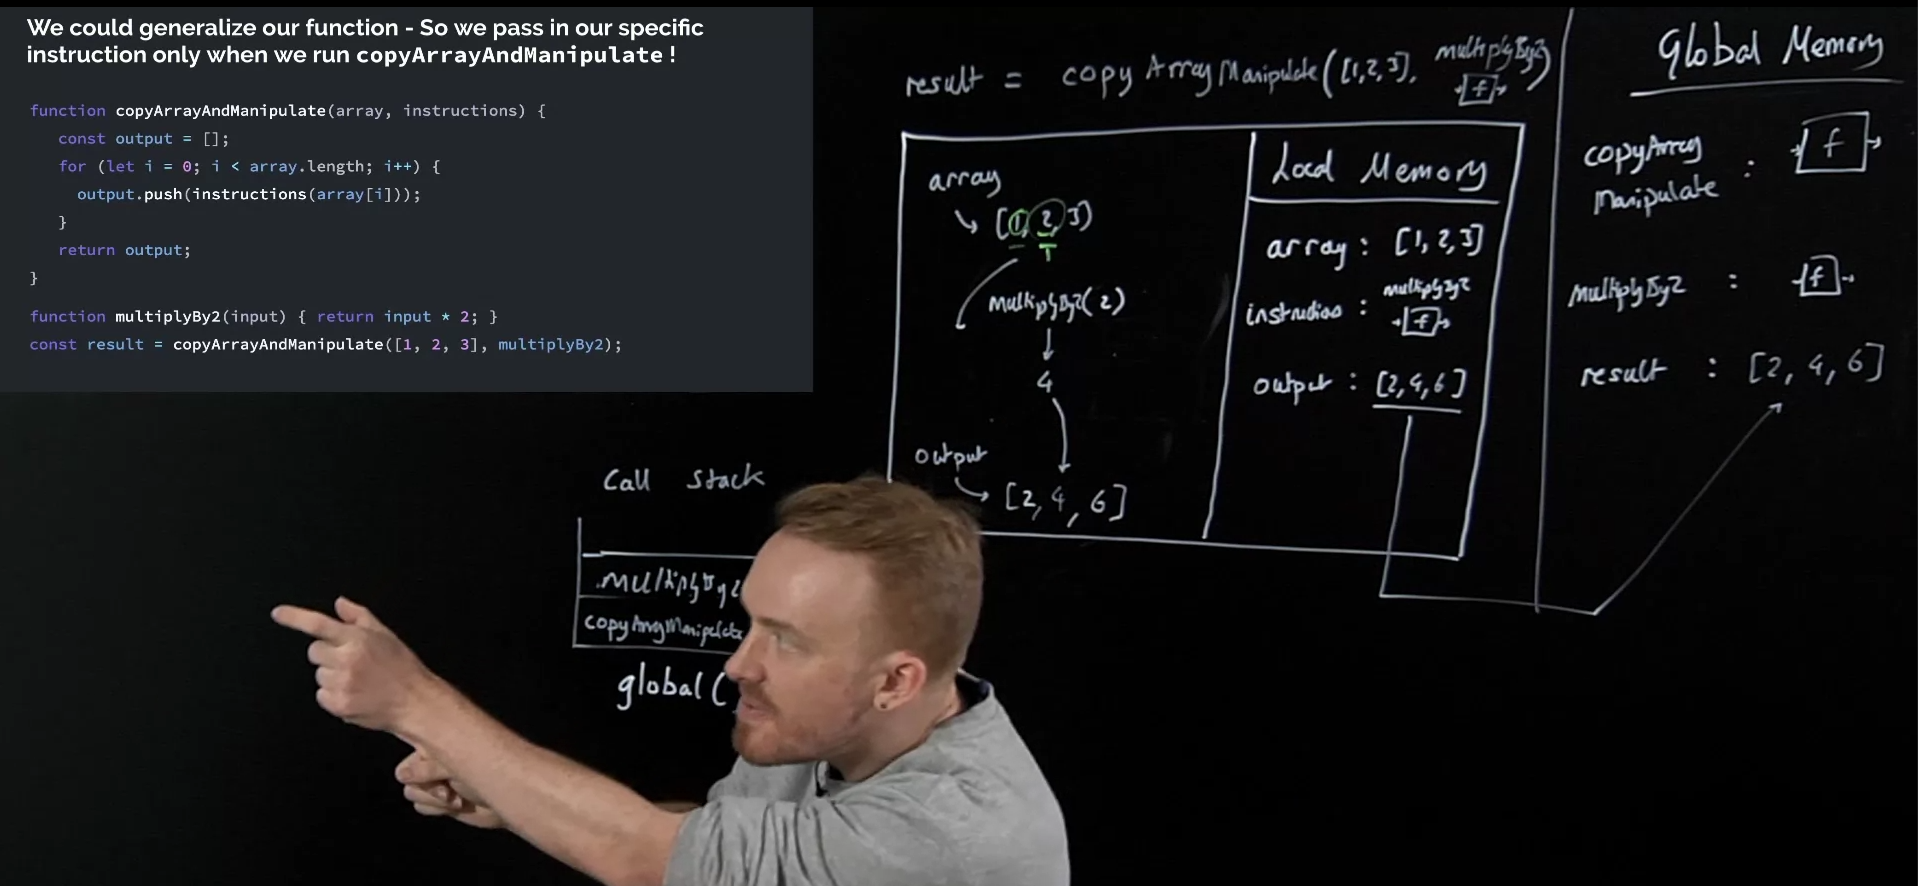 We could generalize our function - So we pass in our specific
instruction only when we run copyArrayAndManipulate !
function copyArrayAndManipulate(array, instructions) {
const output = [];
for (let i = 0; i < array.length; i++) {
output.push(instructions(array[i]));
}
return output;
}
function multiplyBy2(input) { return input * 2; }
const result = copyArrayAndManipulate([1, 2, 3], multiplyBy2);
result = copyArrayManipulate([1,2,3], multiplyBy2)
f
array
[1, 2, 3]
multiplyBy2(2)
4
output
[2, 4, 6]
Local Memory
array : [1, 2, 3]
multiplyBy2
instructions : f
output : [2, 4, 6]
Global Memory
copyArray
Manipulate : f
multiplyBy2 : f
result : [2, 4, 6]
Call Stack
multiplyBy2
copyArrayManipulate
global(